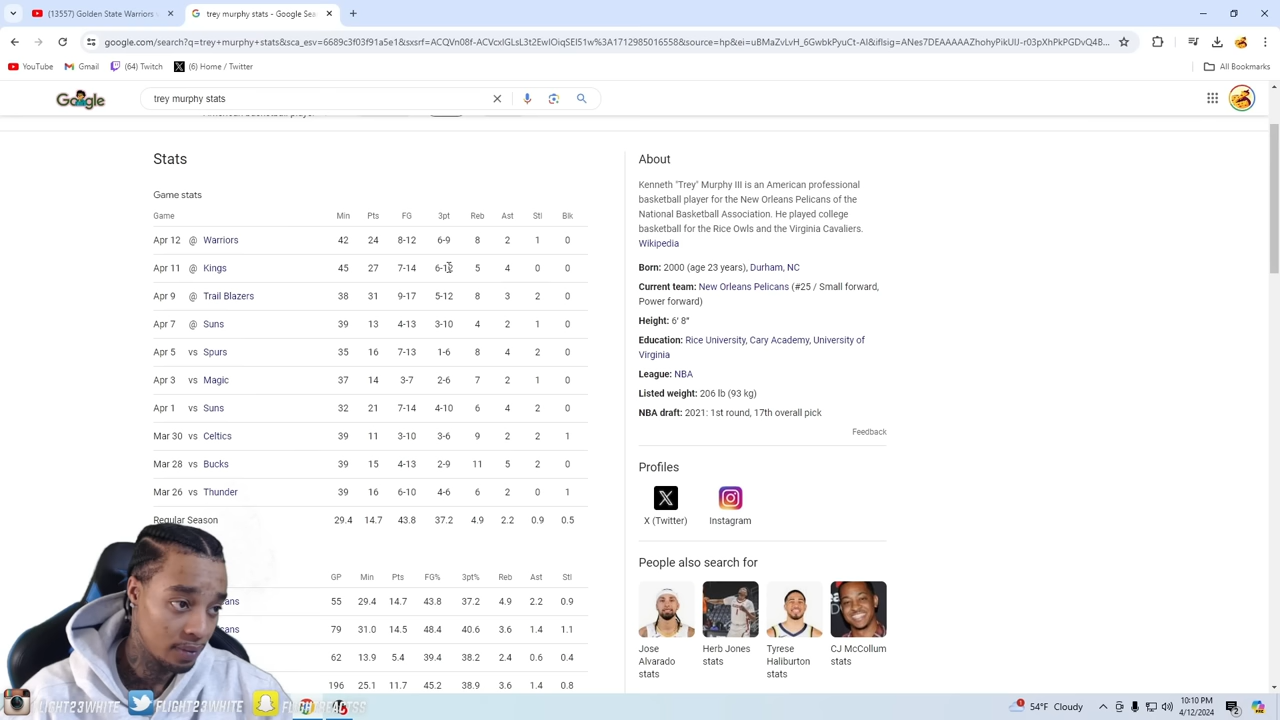 (13557) Golden State Warriors
trey murphy stats - Google Sea
google.com/search?q=trey+murphy+stats&sca_esv=6689c3f03f91a5e1&sxsrf=ACQVn08f-
YouTube Gmail (64) Twitch (6) Home / Twitter All Bookmarks
Google trey murphy stats
American basketball player
Stats
Game stats
Game Min Pts FG 3pt Reb Ast Stl Blk
Apr 12 @ Warriors 42 24 8-12 6-9 8 2 1 0
Apr 11 @ Kings 45 27 7-14 5 4 0 0
Apr 9 @ Trail Blazers 38 31 9-17 5-12 8 3 2 0
Apr 7 @ Suns 39 13 4-13 3-10 4 2 1 0
Apr 5 vs Spurs 35 16 7-13 1-6 8 4 2 0
Apr 3 vs Magic 37 14 3-7 2-6 7 2 1 0
Apr 1 vs Suns 32 21 7-14 4-10 6 4 2 0
Mar 30 vs Celtics 39 11 3-10 3-6 9 2 2 1
Mar 28 vs Bucks 39 15 4-13 2-9 11 5 2 0
Mar 26 vs Thunder 39 16 6-10 4-6 6 2 0 1
Regular Season 29.4 14.7 43.8 37.2 4.9 2.2 0.9 0.5
GP Min Pts FG% 3pt% Reb Ast Stl
55 29.4 14.7 43.8 37.2 4.9 2.2 0.9
79 31.0 14.5 48.4 40.6 3.6 1.4 1.1
62 13.9 5.4 39.4 38.2 2.4 0.6 0.4
196 25.1 11.7 45.2 38.9 3.6 1.4 0.8
About
Kenneth "Trey" Murphy III is an American professional
basketball player for the New Orleans Pelicans of the
National Basketball Association. He played college
basketball for the Rice Owls and the Virginia Cavaliers.
Wikipedia
Born: 2000 (age 23 years), Durham, NC
Current team: New Orleans Pelicans (#25 / Small forward,
Power forward)
Height: 6′ 8″
Education: Rice University, Cary Academy, University of
Virginia
League: NBA
Listed weight: 206 lb (93 kg)
NBA draft: 2021: 1st round, 17th overall pick
Feedback
Profiles
X (Twitter) Instagram
People also search for
Jose Alvarado stats
Herb Jones stats
Tyrese Haliburton stats
CJ McCollum stats
FLIGHT23WHITE FLIGHT23WHITE FLIGHTREACTSS
54°F Cloudy
10:10 PM
4/12/2024